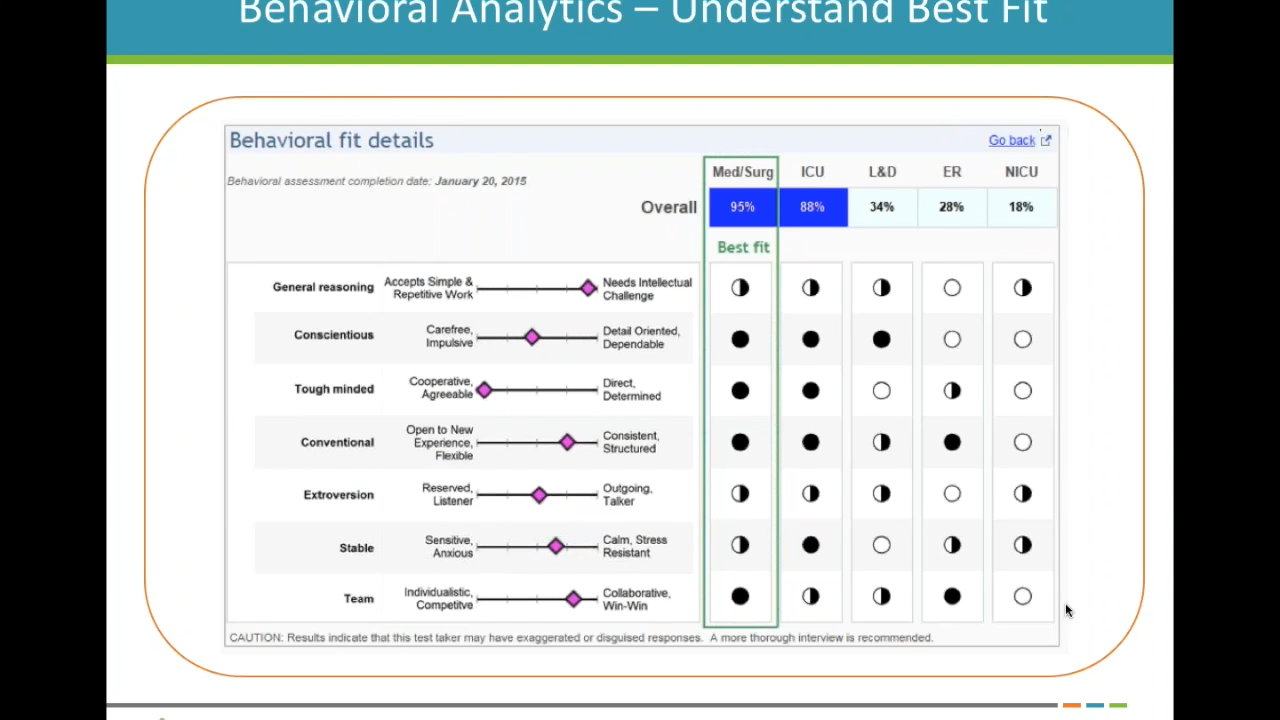 Behavioral Analytics – Understand Best Fit
Behavioral fit details
Go back
Behavioral assessment completion date: January 20, 2015
Med/Surg ICU L&D ER NICU
Overall 95% 88% 34% 28% 18%
Best fit
General reasoning
Accepts Simple &
Repetitive Work
Needs Intellectual
Challenge
Conscientious
Carefree,
Impulsive
Detail Oriented,
Dependable
Tough minded
Cooperative,
Agreeable
Direct,
Determined
Conventional
Open to New
Experience,
Flexible
Consistent,
Structured
Extroversion
Reserved,
Listener
Outgoing,
Talker
Stable
Sensitive,
Anxious
Calm, Stress
Resistant
Team
Individualistic,
Competitve
Collaborative,
Win-Win
CAUTION: Results indicate that this test taker may have exaggerated or disguised responses. A more thorough interview is recommended.